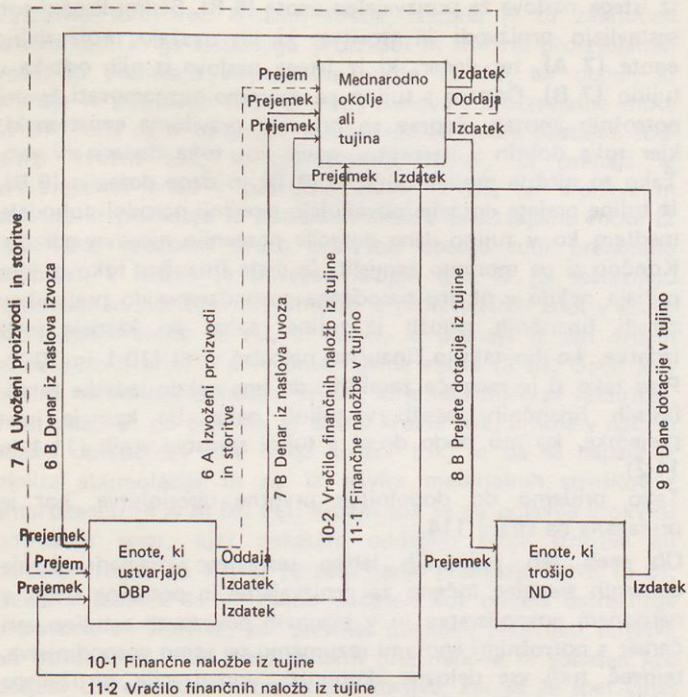 Prejem
Prejemek
Prejemek
Mednarodno
okolje
ali
tujina
Izdatek
Oddaja
Izdatek
Prejemek
Izdatek
7 A Uvoženi proizvodi in storitve
6 B Denar iz naslova izvoza
6 A Izvoženi proizvodi
in storitve
7 B Denar iz naslova uvoza
10-2 Vračilo finančnih naložb iz tujine
11-1 Finančne naložbe v tujino
8 B Prejete dotacije iz tujine
9 B Dane dotacije v tujino
Prejemek
Prejem
Prejemek
Enote, ki
ustvarjajo
DBP
Oddaja
Izdatek
Izdatek
Prejemek
Enote, ki
trošijo
ND
Izdatek
10-1 Finančne naložbe iz tujine
11-2 Vračilo finančnih naložb iz tujine